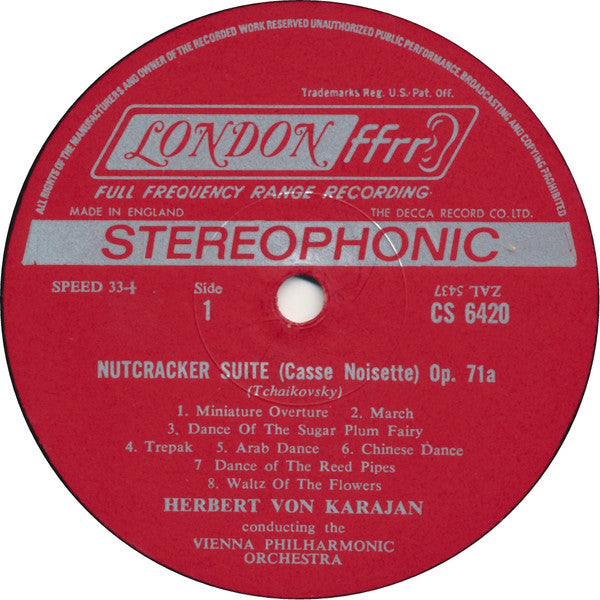 ALL RIGHTS OF THE MANUFACTURERS AND OWNER OF THE RECORDED WORK RESERVED UNAUTHORIZED PUBLIC PERFORMANCE, BROADCASTING AND COPYING PROHIBITED
Trademarks Reg. U.S. Pat. Off.
LONDON ffrr
FULL FREQUENCY RANGE RECORDING
MADE IN ENGLAND THE DECCA RECORD CO. LTD.
STEREOPHONIC
SPEED 33⅓ Side ZAL 5437
1 CS 6420
NUTCRACKER SUITE (Casse Noisette) Op. 71a
(Tchaikovsky)
1. Miniature Overture 2. March
3. Dance Of The Sugar Plum Fairy
4. Trepak 5. Arab Dance 6. Chinese Dance
7 Dance of The Reed Pipes
8. Waltz Of The Flowers
HERBERT VON KARAJAN
conducting the
VIENNA PHILHARMONIC
ORCHESTRA